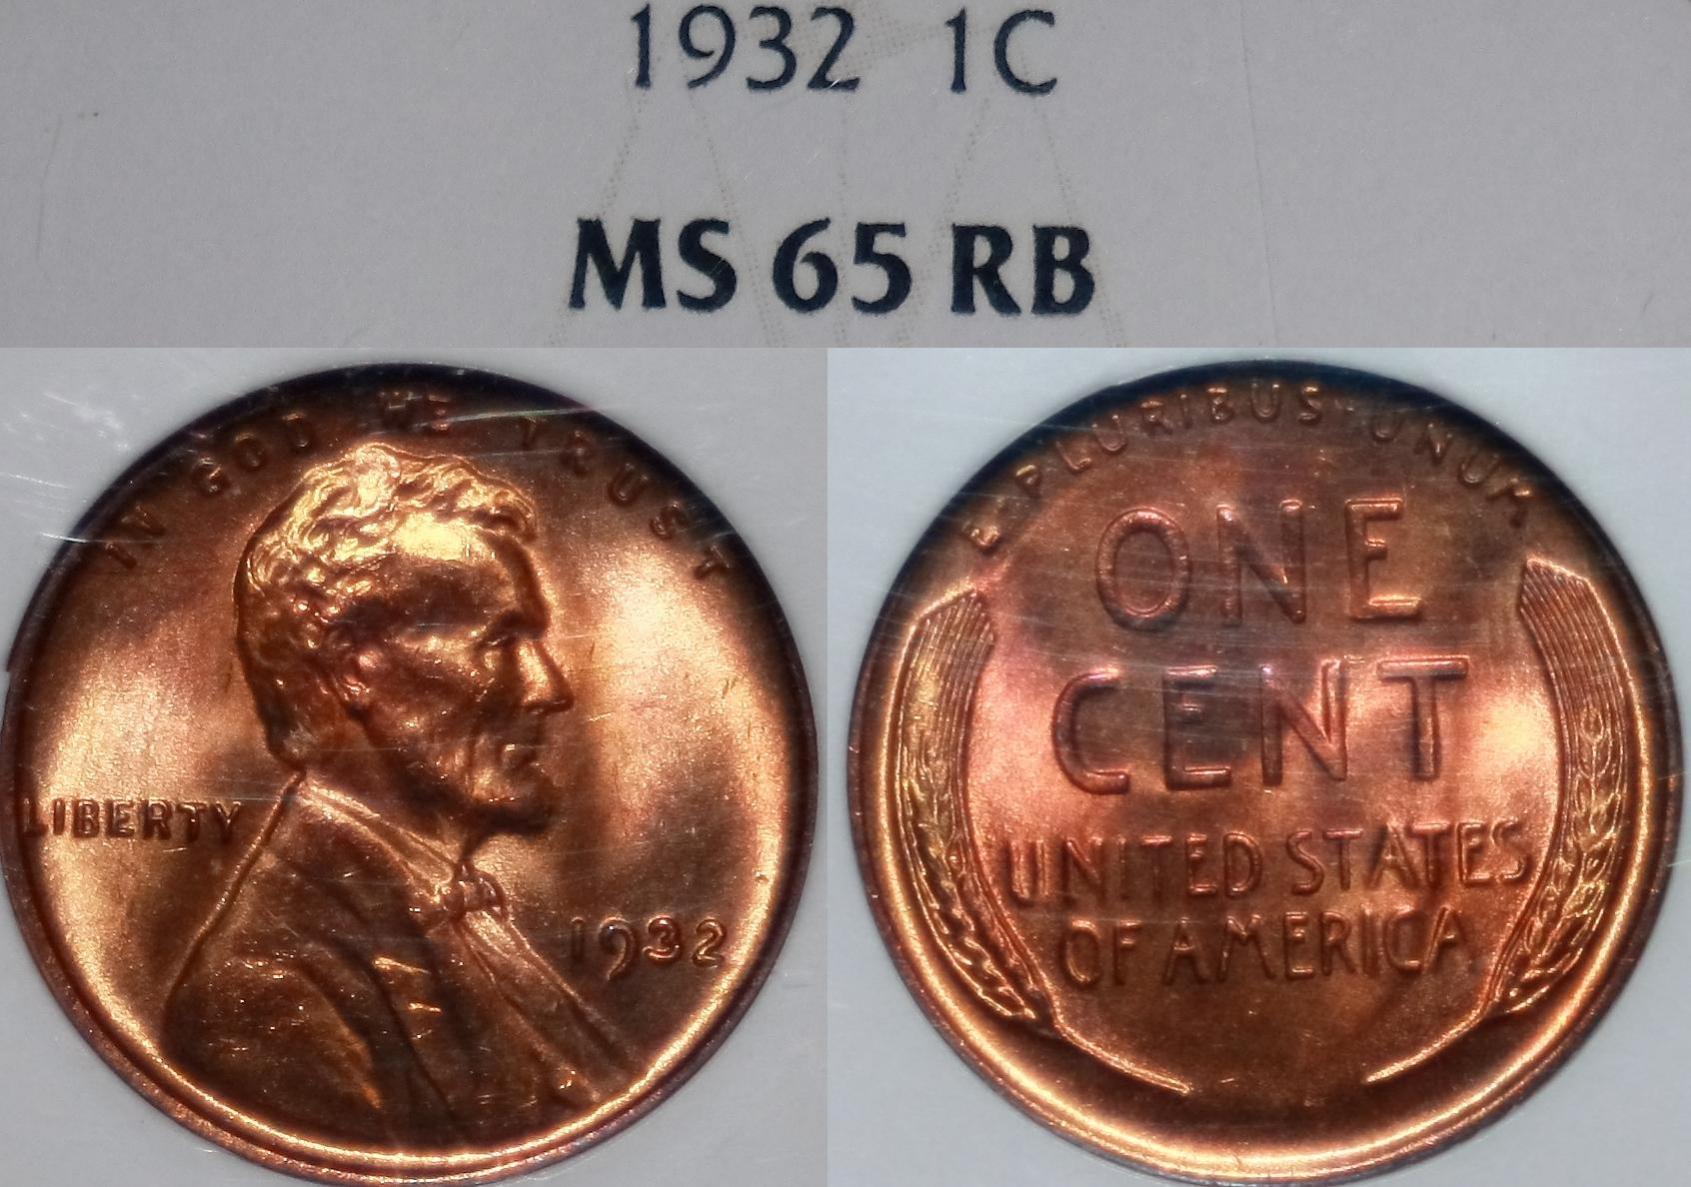 1932 1C
MS 65 RB
IN GOD WE TRUST
LIBERTY
1932
E PLURIBUS UNUM
ONE
CENT
UNITED STATES
OF AMERICA